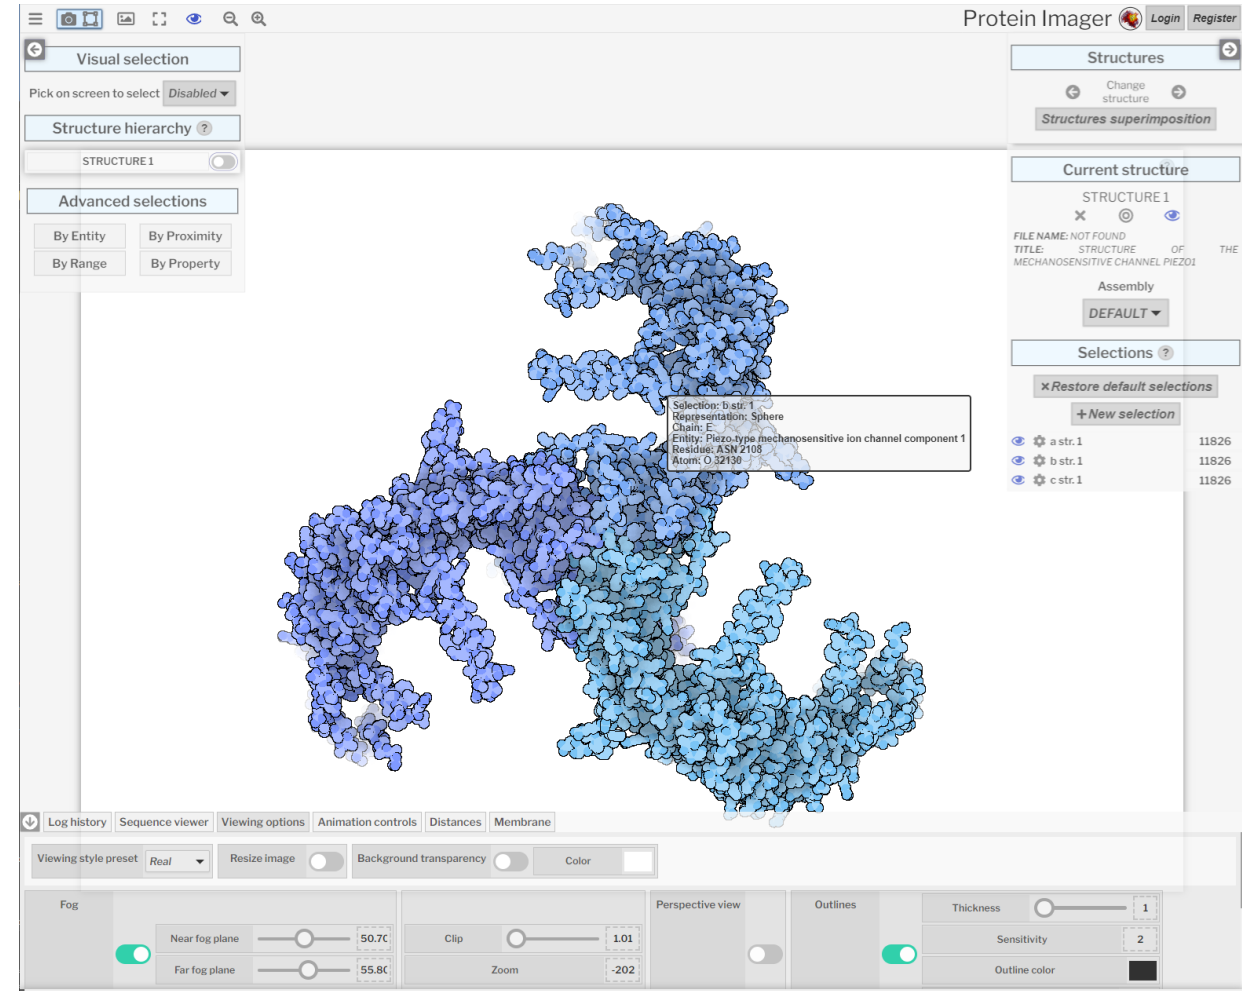 Protein Imager
Login
Register
Visual selection
Pick on screen to select Disabled
Structure hierarchy ?
STRUCTURE 1
Advanced selections
By Entity By Proximity
By Range By Property
Structures
Change
structure
Structures superimposition
Current structure
STRUCTURE 1
FILE NAME: NOT FOUND
TITLE: STRUCTURE OF THE
MECHANOSENSITIVE CHANNEL PIEZO1
Assembly
DEFAULT
Selections ?
×Restore default selections
+New selection
a str. 1 11826
b str. 1 11826
c str. 1 11826
Selection: b str. 1
Representation: Sphere
Chain: E
Entity: Piezo-type mechanosensitive ion channel component 1
Residue: ASN 2108
Atom: O 32130
Log history Sequence viewer Viewing options Animation controls Distances Membrane
Viewing style preset Real Resize image Background transparency Color
Fog
Near fog plane 50.70
Far fog plane 55.80
Clip 1.01
Zoom -202
Perspective view
Outlines
Thickness 1
Sensitivity 2
Outline color